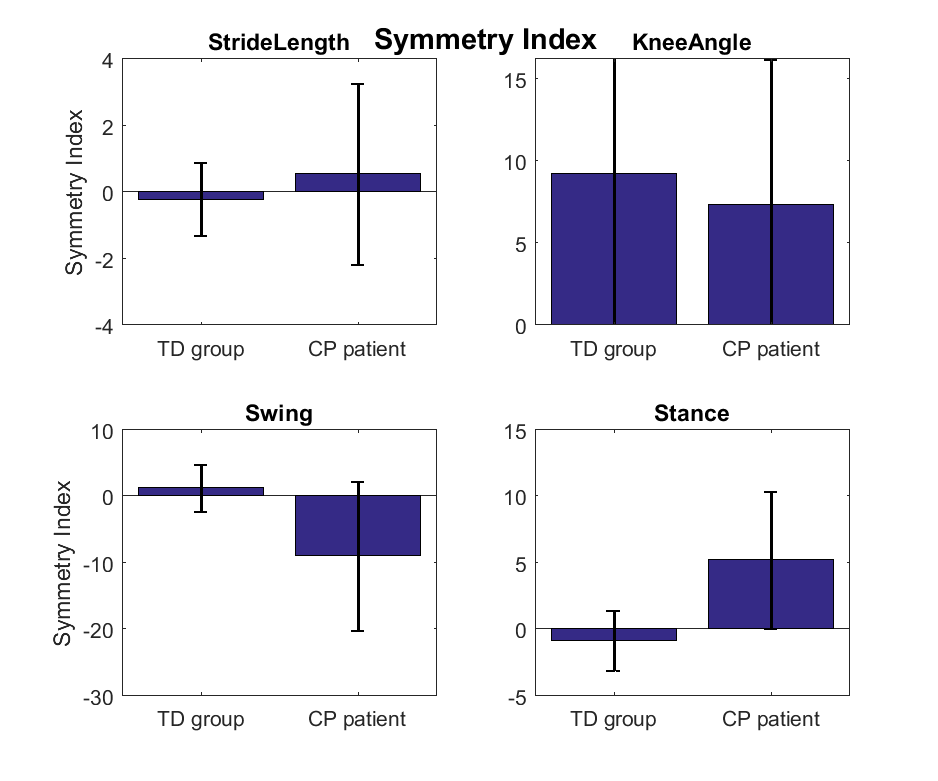 Symmetry Index
StrideLength
Symmetry Index
4
2
0
-2
-4
TD group
CP patient
KneeAngle
15
10
5
0
TD group
CP patient
Swing
Symmetry Index
10
0
-10
-20
-30
TD group
CP patient
Stance
15
10
5
0
-5
TD group
CP patient